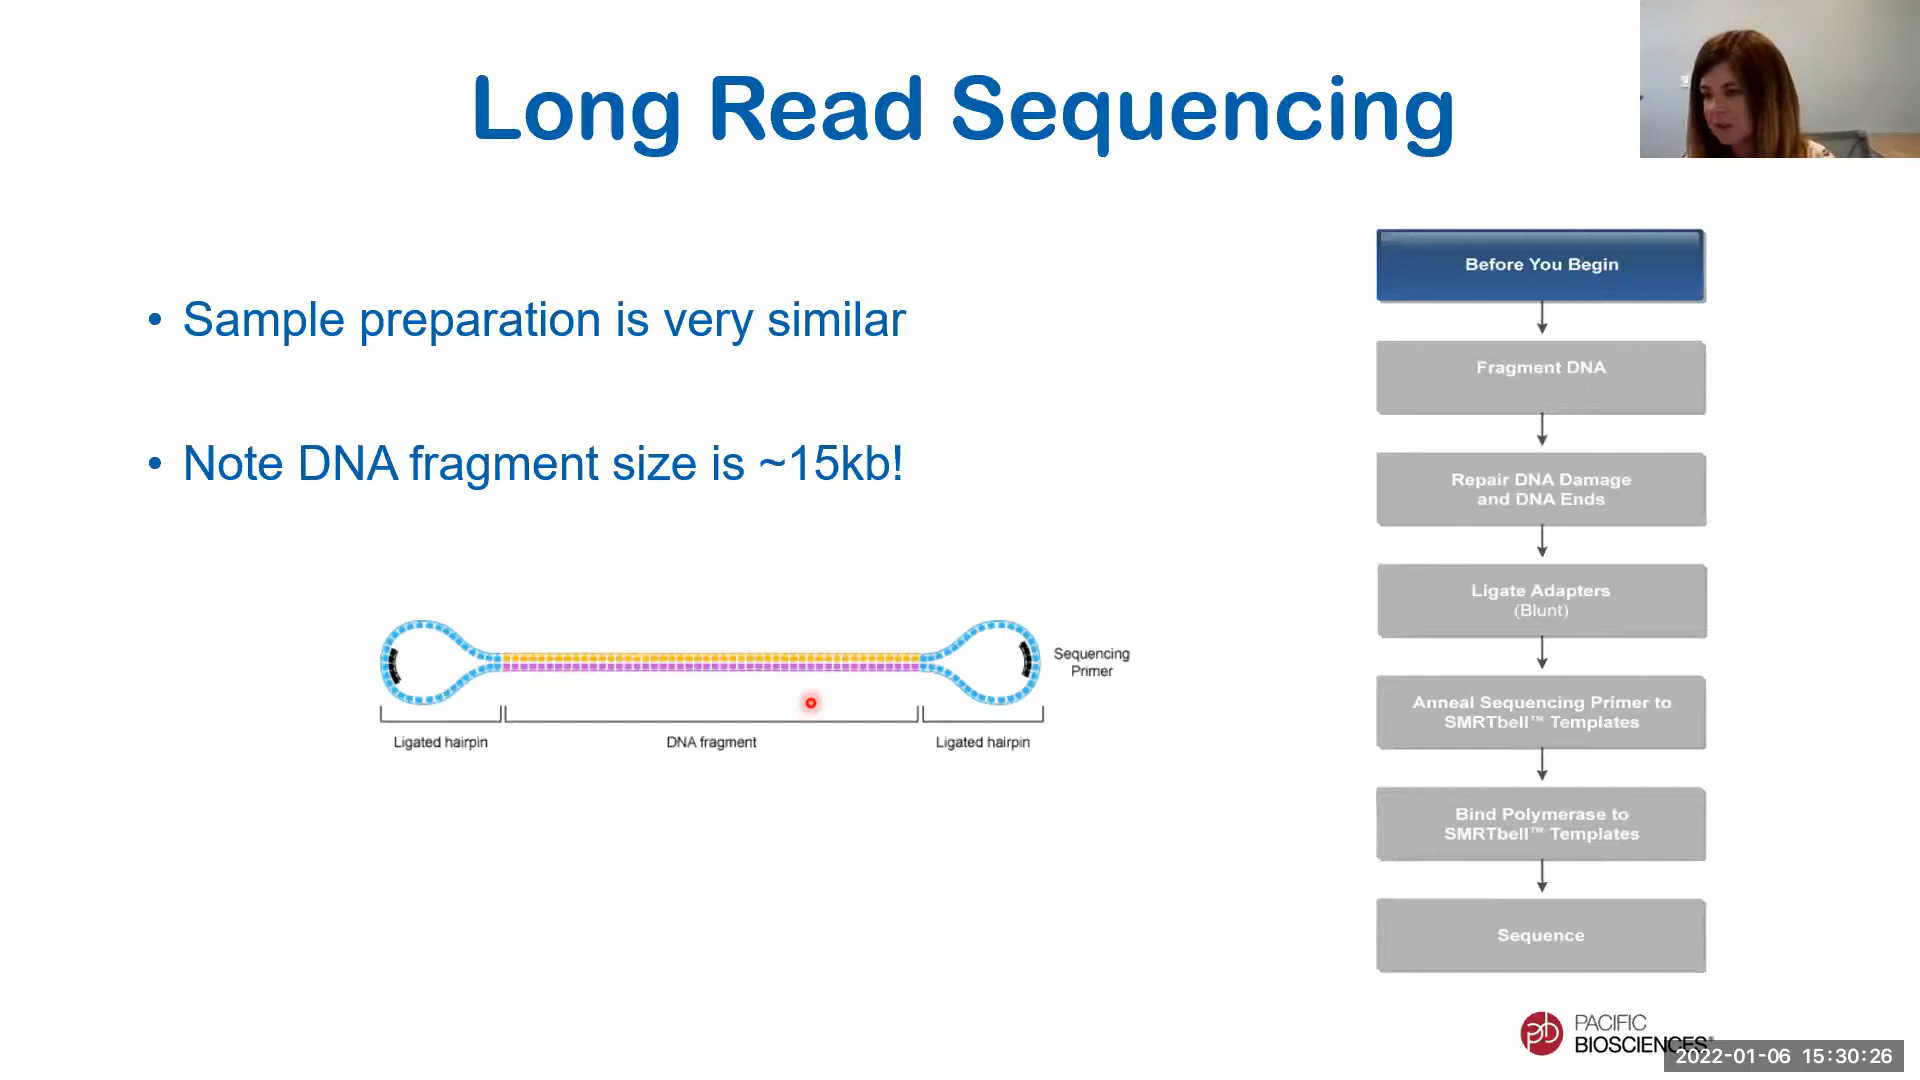 Long Read Sequencing
• Sample preparation is very similar
• Note DNA fragment size is ~15kb!
Sequencing
Primer
Ligated hairpin
DNA fragment
Ligated hairpin
Before You Begin
Fragment DNA
Repair DNA Damage
and DNA Ends
Ligate Adapters
(Blunt)
Anneal Sequencing Primer to
SMRTbell™ Templates
Bind Polymerase to
SMRTbell™ Templates
Sequence
pb
PACIFIC
BIOSCIENCES®
2022-01-06 15:30:26